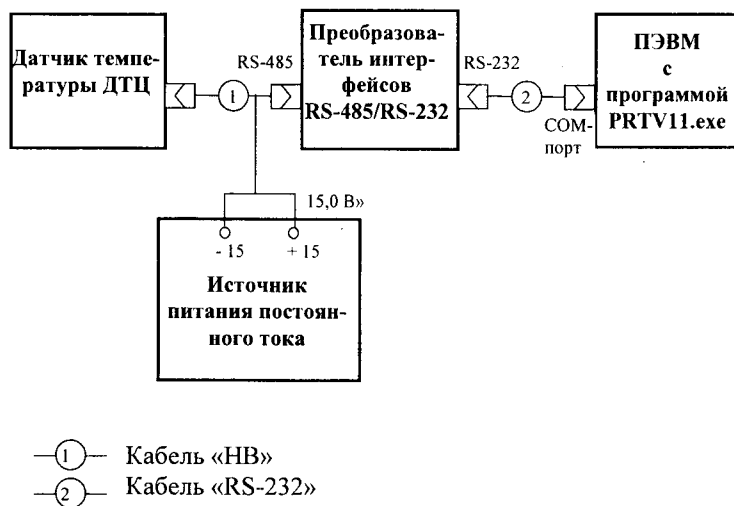 Датчик темпе-
ратуры ДТЦ
RS-485
1
Преобразова-
тель интер-
фейсов
RS-485/RS-232
RS-232
2
COM-
порт
ПЭВМ
с
программой
PRTV11.exe
15,0 В»
- 15
+ 15
Источник
питания постоян-
ного тока
1 Кабель «НВ»
2 Кабель «RS-232»